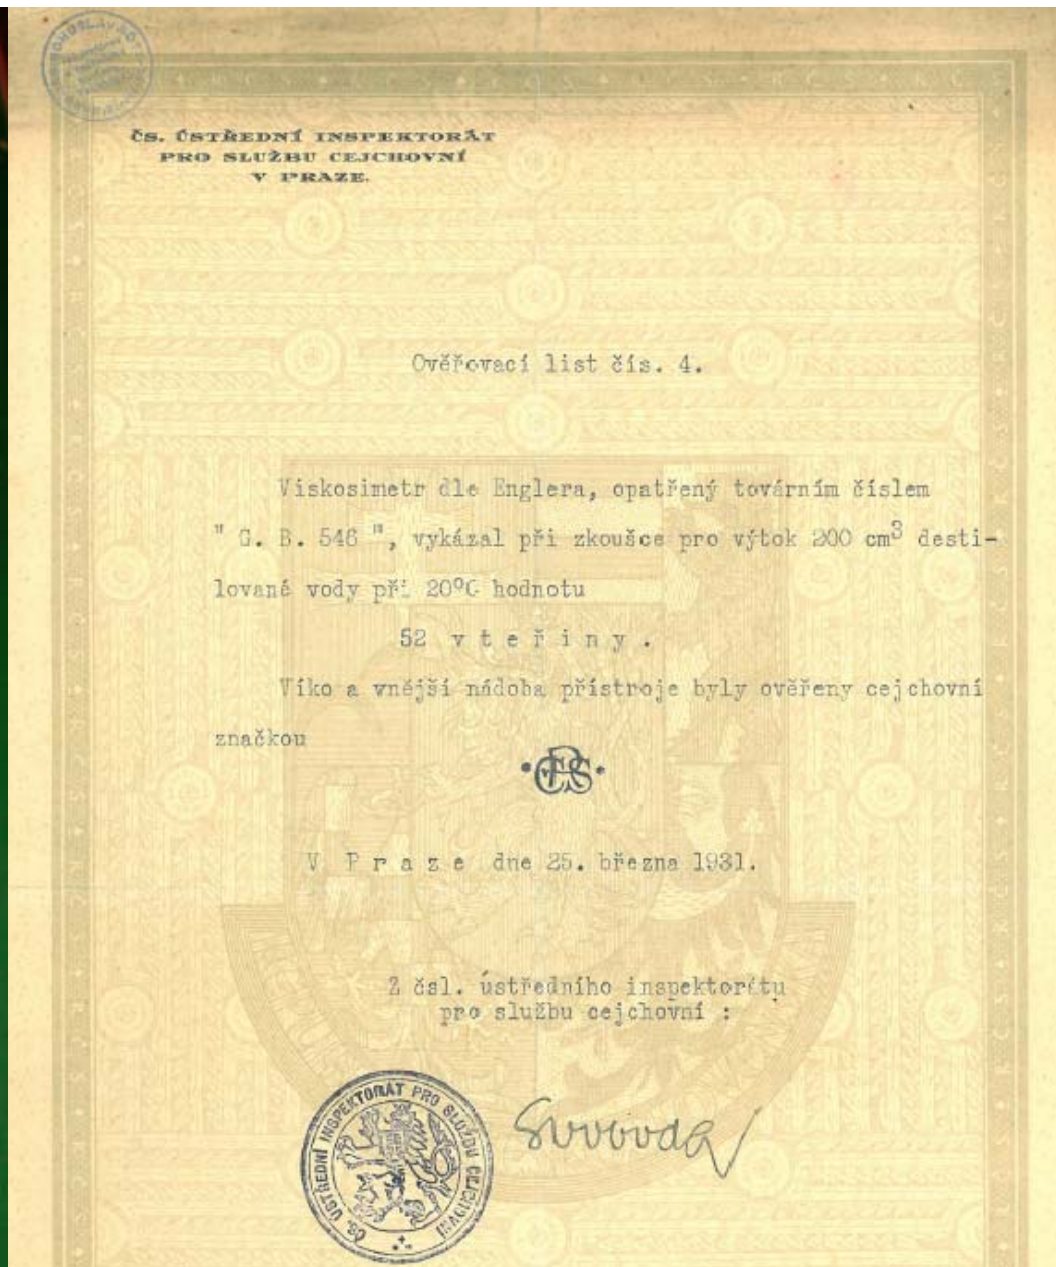 ČS. ÚSTŘEDNÍ INSPEKTORÁT
PRO SLUŽBU CEJCHOVNÍ
V PRAZE.
Ověřovací list čís. 4.
Viskosimetr dle Englera, opatřený továrním číslem
" G. B. 546 ", vykázal při zkoušce pro výtok 200 cm³ desti-
lované vody při 20°C hodnotu
52 vteřiny.
Víko a vnější nádoba přístroje byly ověřeny cejchovní
značkou
V Praze dne 25. března 1931.
Z čsl. ústředního inspektorátu
pro službu cejchovní :
Svoboda
ČS. ÚSTŘEDNÍ INSPEKTORÁT PRO SLUŽBU CEJCHOVNÍ